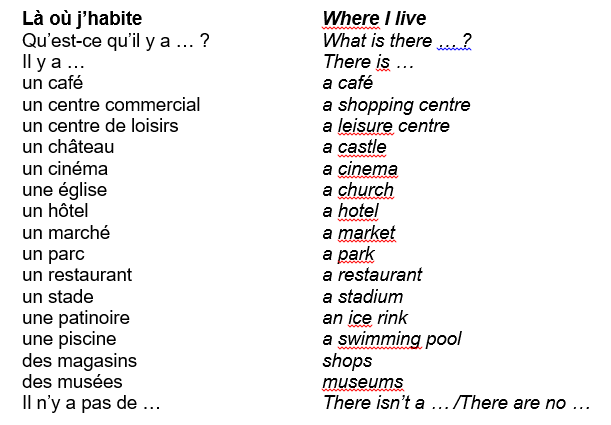 Là où j'habite Where I live
Qu'est-ce qu'il y a … ? What is there … ?
Il y a … There is …
un café a café
un centre commercial a shopping centre
un centre de loisirs a leisure centre
un château a castle
un cinéma a cinema
une église a church
un hôtel a hotel
un marché a market
un parc a park
un restaurant a restaurant
un stade a stadium
une patinoire an ice rink
une piscine a swimming pool
des magasins shops
des musées museums
Il n'y a pas de … There isn't a … /There are no …